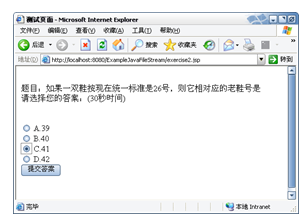 测试页面 - Microsoft Internet Explorer
文件(F) 编辑(E) 查看(V) 收藏(A) 工具(T) 帮助(H)
后退 搜索 收藏夹
地址(D) http://localhost:8080/ExampleJavaFileStream/exercise2.jsp 转到
题目：如果一双鞋按现在统一标准是26号，则它相对应的老鞋号是
请选择您的答案：(30秒时间)
A.39
B.40
C.41
D.42
提交答案
完毕 本地 Intranet